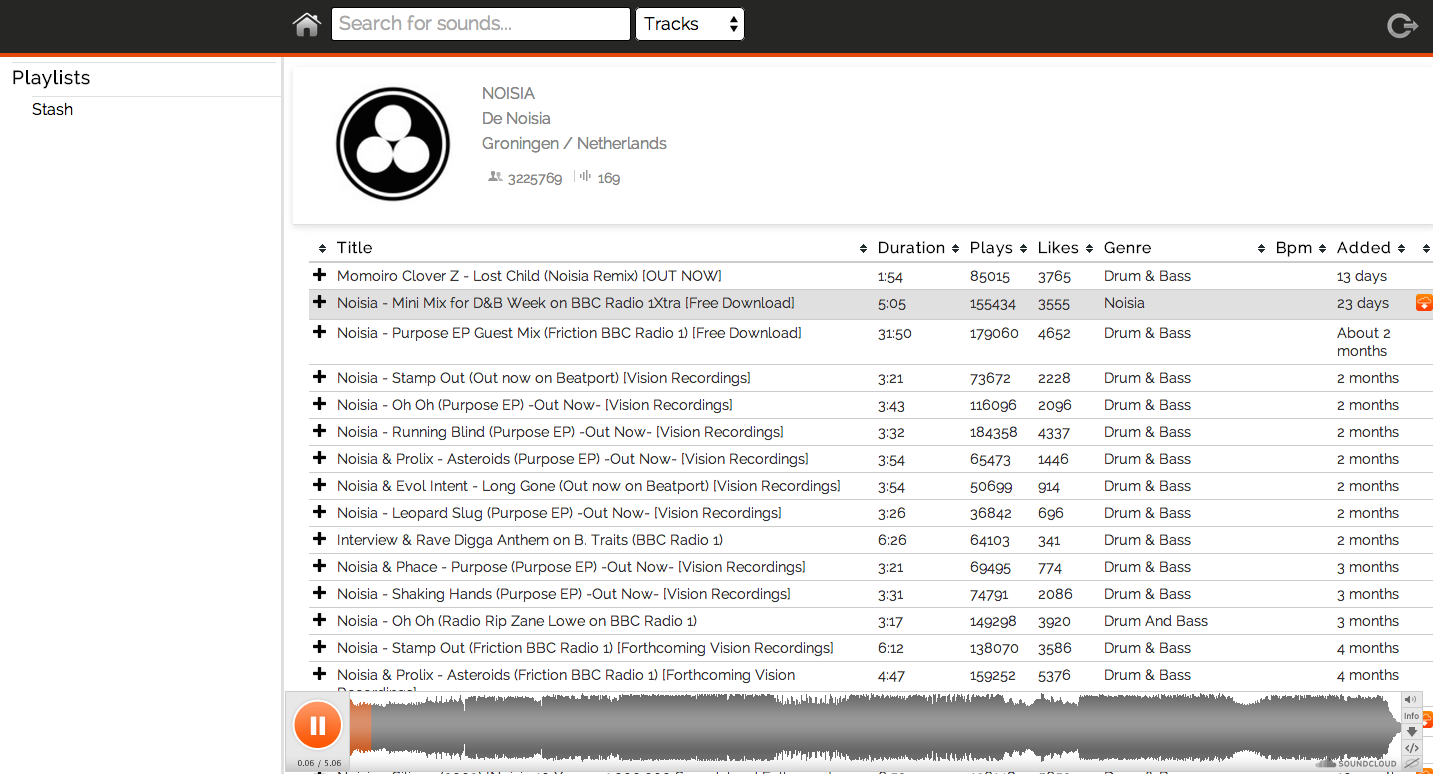 Search for sounds...
Tracks
Playlists
Stash
NOISIA
De Noisia
Groningen / Netherlands
3225769 169
Title Duration Plays Likes Genre Bpm Added
Momoiro Clover Z - Lost Child (Noisia Remix) [OUT NOW] 1:54 85015 3765 Drum & Bass 13 days
Noisia - Mini Mix for D&B Week on BBC Radio 1Xtra [Free Download] 5:05 155434 3555 Noisia 23 days
Noisia - Purpose EP Guest Mix (Friction BBC Radio 1) [Free Download] 31:50 179060 4652 Drum & Bass About 2
months
Noisia - Stamp Out (Out now on Beatport) [Vision Recordings] 3:21 73672 2228 Drum & Bass 2 months
Noisia - Oh Oh (Purpose EP) -Out Now- [Vision Recordings] 3:43 116096 2096 Drum & Bass 2 months
Noisia - Running Blind (Purpose EP) -Out Now- [Vision Recordings] 3:32 184358 4337 Drum & Bass 2 months
Noisia & Prolix - Asteroids (Purpose EP) -Out Now- [Vision Recordings] 3:54 65473 1446 Drum & Bass 2 months
Noisia & Evol Intent - Long Gone (Out now on Beatport) [Vision Recordings] 3:54 50699 914 Drum & Bass 2 months
Noisia - Leopard Slug (Purpose EP) -Out Now- [Vision Recordings] 3:26 36842 696 Drum & Bass 2 months
Interview & Rave Digga Anthem on B. Traits (BBC Radio 1) 6:26 64103 341 Drum & Bass 2 months
Noisia & Phace - Purpose (Purpose EP) -Out Now- [Vision Recordings] 3:21 69495 774 Drum & Bass 3 months
Noisia - Shaking Hands (Purpose EP) -Out Now- [Vision Recordings] 3:31 74791 2086 Drum & Bass 3 months
Noisia - Oh Oh (Radio Rip Zane Lowe on BBC Radio 1) 3:17 149298 3920 Drum And Bass 3 months
Noisia - Stamp Out (Friction BBC Radio 1) [Forthcoming Vision Recordings] 6:12 138070 3586 Drum & Bass 4 months
Noisia & Prolix - Asteroids (Friction BBC Radio 1) [Forthcoming Vision 4:47 159252 5376 Drum & Bass 4 months
Info
0.06 / 5.06
SOUNDCLOUD